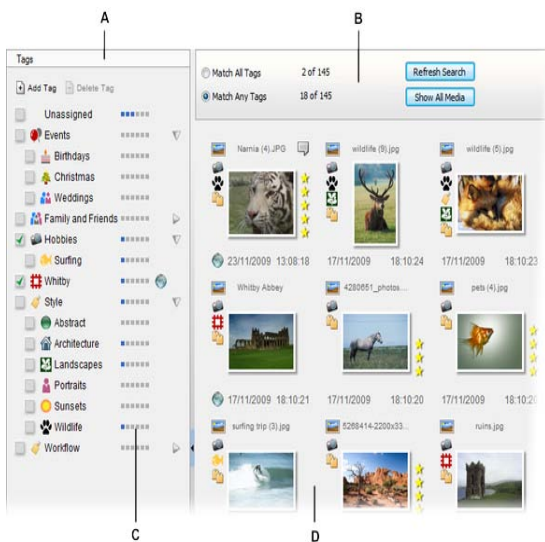 A
B
Tags
Add Tag
Delete Tag
Unassigned
Events
Birthdays
Christmas
Weddings
Family and Friends
Hobbies
Surfing
Whitby
Style
Abstract
Architecture
Landscapes
Portraits
Sunsets
Wildlife
Workflow
Match All Tags 2 of 145 Refresh Search
Match Any Tags 18 of 145 Show All Media
Narnia (4).JPG wildlife (9).jpg wildlife (5).jpg
23/11/2009 13:08:18 17/11/2009 18:10:24 17/11/2009 18:10:23
Whitby Abbey 4280651_photos.... pets (4).jpg
17/11/2009 18:10:21 17/11/2009 18:10:20 17/11/2009 18:10:20
surfing trip (3).jpg 5268414-2200x33... ruins.jpg
C
D